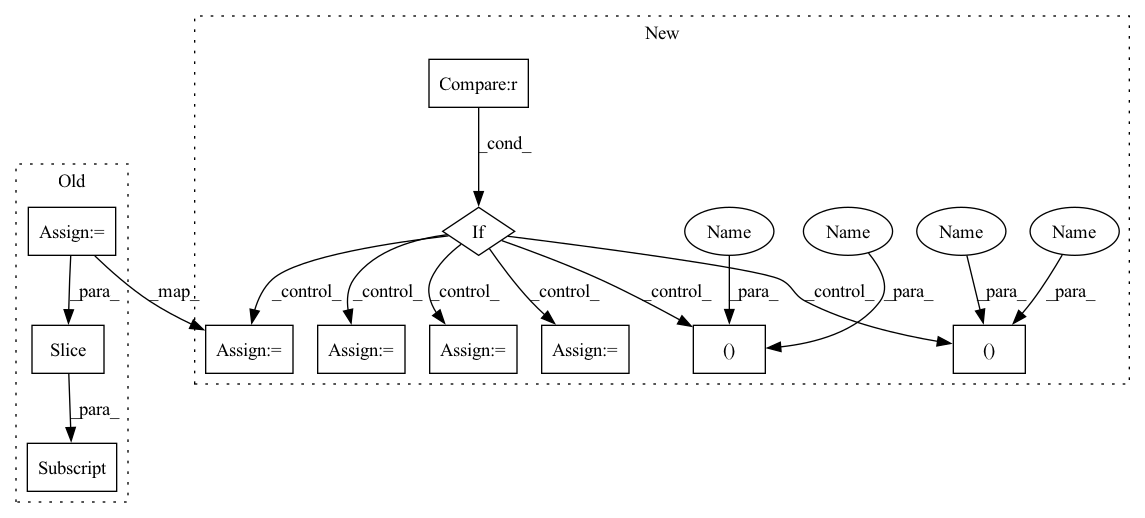 New
Compare:r
_cond_
Old
Assign:=
If
Name
Name
Name
Name
_para_
_map_
_control_
_control_
_control_
_control_
_control_
_para_
_control_
_para_
_para_
_para_
Slice
Assign:=
Assign:=
Assign:=
Assign:=
()
()
_para_
Subscript